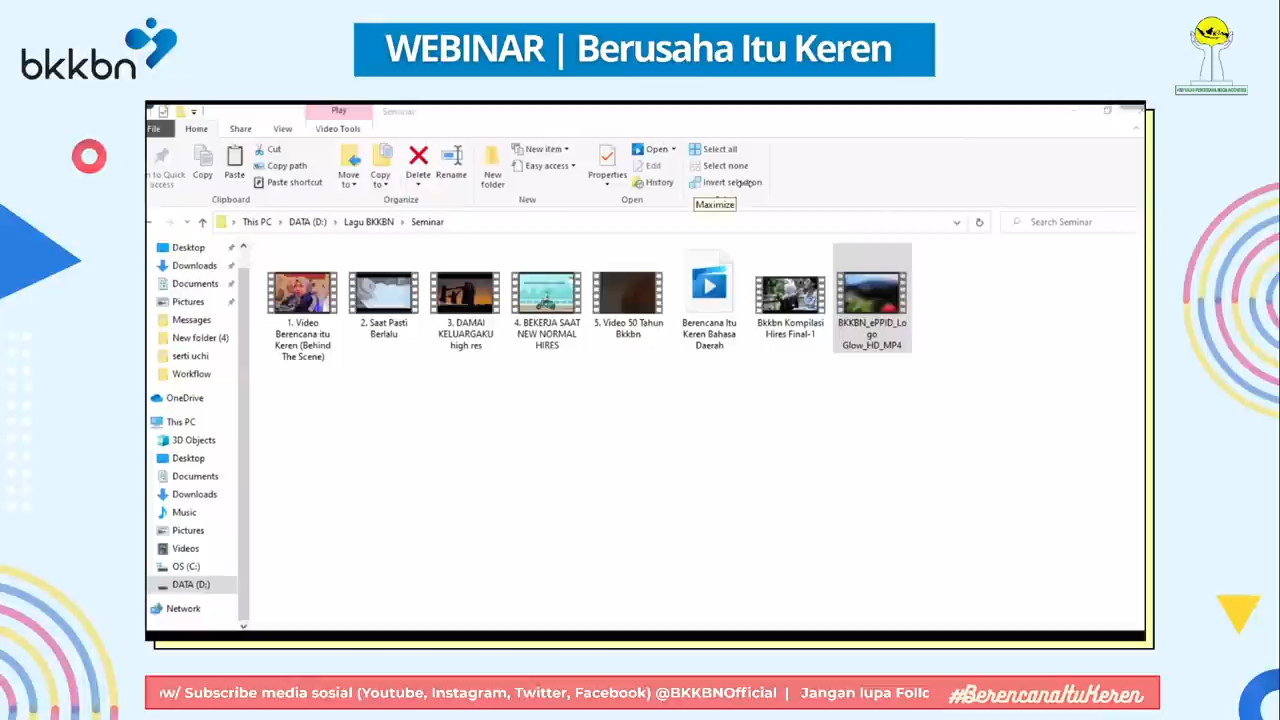 bkkbn
WEBINAR | Berusaha Itu Keren
Play
Seminar
File
Home
Share
View
Video Tools
Cut
Copy path
Paste shortcut
n to Quick access
Copy
Paste
Clipboard
Move to
Copy to
Delete
Rename
Organize
New folder
New item
Easy access
New
Properties
Open
Edit
History
Open
Select all
Select none
Invert selection
Maximize
This PC
DATA (D:)
Lagu BKKBN
Seminar
Search Seminar
Desktop
Downloads
Documents
Pictures
Messages
New folder (4)
serti uchi
Workflow
OneDrive
This PC
3D Objects
Desktop
Documents
Downloads
Music
Pictures
Videos
OS (C:)
DATA (D:)
Network
1. Video
Berencana itu
Keren (Behind
The Scene)
2. Saat Pasti
Berlalu
3. DAMAI
KELUARGAKU
high res
4. BEKERJA SAAT
NEW NORMAL
HIRES
5. Video 50 Tahun
Bkkbn
Berencana Itu
Keren Bahasa
Daerah
Bkkbn Kompilasi
Hires Final-1
BKKBN_ePPID_Lo
go
Glow_HD_MP4
ow/ Subscribe media sosial (Youtube, Instagram, Twitter, Facebook) @BKKBNOfficial | Jangan lupa Follo
#BerencanaItuKeren